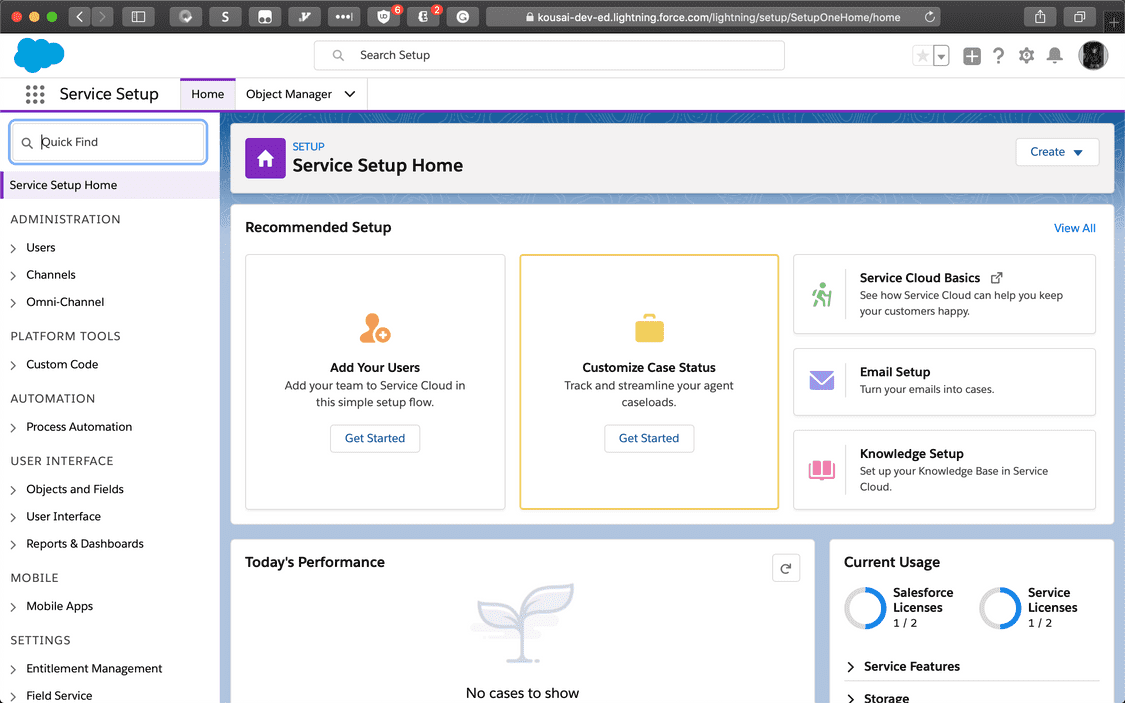 S
6
2
kousai-dev-ed.lightning.force.com/lightning/setup/SetupOneHome/home
Search Setup
Service Setup
Home
Object Manager
Quick Find
Service Setup Home
ADMINISTRATION
Users
Channels
Omni-Channel
PLATFORM TOOLS
Custom Code
AUTOMATION
Process Automation
USER INTERFACE
Objects and Fields
User Interface
Reports & Dashboards
MOBILE
Mobile Apps
SETTINGS
Entitlement Management
Field Service
SETUP
Service Setup Home
Create
Recommended Setup
View All
Add Your Users
Add your team to Service Cloud in
this simple setup flow.
Get Started
Customize Case Status
Track and streamline your agent
caseloads.
Get Started
Service Cloud Basics
See how Service Cloud can help you keep
your customers happy.
Email Setup
Turn your emails into cases.
Knowledge Setup
Set up your Knowledge Base in Service
Cloud.
Today's Performance
No cases to show
Current Usage
Salesforce
Licenses
1 / 2
Service
Licenses
1 / 2
Service Features
Storage